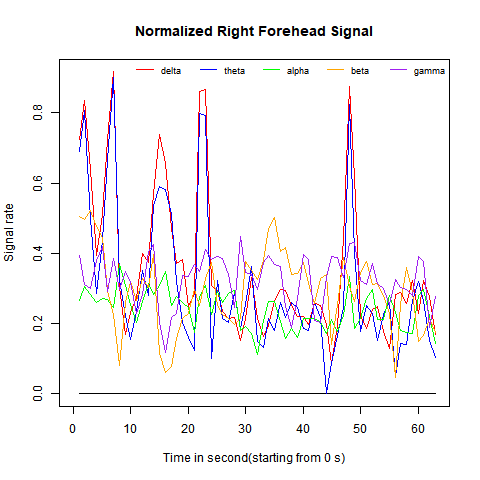 Normalized Right Forehead Signal
delta theta alpha beta gamma
Signal rate
0.8
0.6
0.4
0.2
0.0
0 10 20 30 40 50 60
Time in second(starting from 0 s)